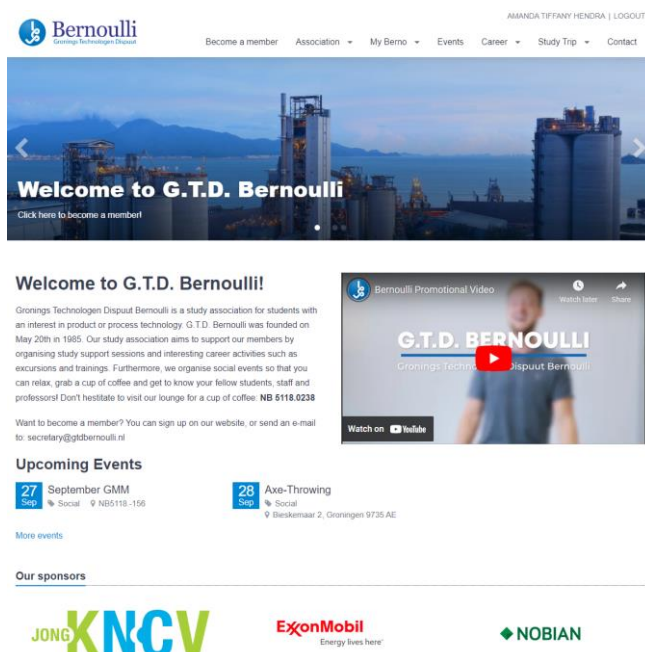 AMANDA TIFFANY HENDRA | LOGOUT
Bernoulli
Gronings Technologen Dispuut
Become a member Association My Berno Events Career Study Trip Contact
Welcome to G.T.D. Bernoulli
Click here to become a member!
Welcome to G.T.D. Bernoulli!
Gronings Technologen Dispuut Bernoulli is a study association for students with
an interest in product or process technology. G.T.D. Bernoulli was founded on
May 20th in 1985. Our study association aims to support our members by
organising study support sessions and interesting career activities such as
excursions and trainings. Furthermore, we organise social events so that you
can relax, grab a cup of coffee and get to know your fellow students, staff and
professors! Don't hestitate to visit our lounge for a cup of coffee: NB 5118.0238
Want to become a member? You can sign up on our website, or send an e-mail
to: secretary@gtdbernoulli.nl
Bernoulli Promotional Video
Watch later Share
G.T.D. BERNOULLI
Gronings Technologen Dispuut Bernoulli
Watch on YouTube
Upcoming Events
27 Sep
September GMM
Social NB5118.-156
28 Sep
Axe-Throwing
Social
Bieskemaar 2, Groningen 9735 AE
More events
Our sponsors
JONG KNCV
ExxonMobil
Energy lives here
NOBIAN